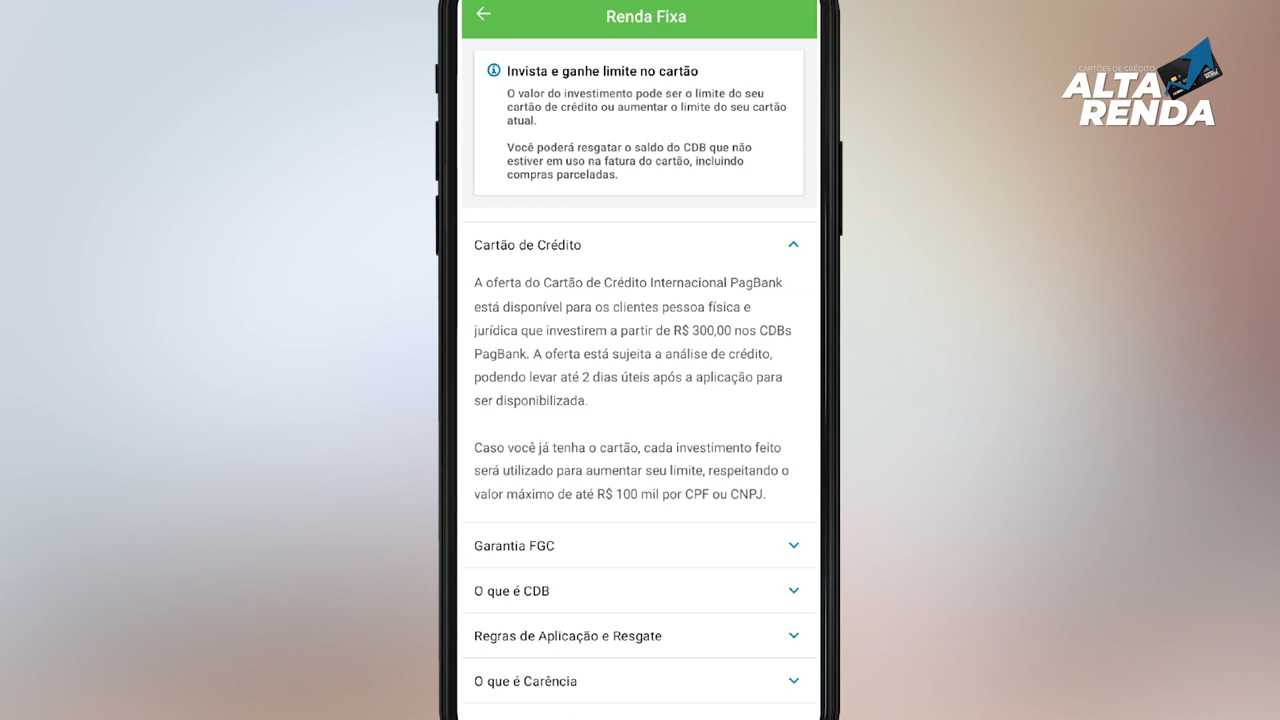 Renda Fixa
Invista e ganhe limite no cartão
O valor do investimento pode ser o limite do seu
cartão de crédito ou aumentar o limite do seu cartão
atual.
Você poderá resgatar o saldo do CDB que não
estiver em uso na fatura do cartão, incluindo
compras parceladas.
Cartão de Crédito
A oferta do Cartão de Crédito Internacional PagBank
está disponível para os clientes pessoa física e
jurídica que investirem a partir de R$ 300,00 nos CDBs
PagBank. A oferta está sujeita a análise de crédito,
podendo levar até 2 dias úteis após a aplicação para
ser disponibilizada.
Caso você já tenha o cartão, cada investimento feito
será utilizado para aumentar seu limite, respeitando o
valor máximo de até R$ 100 mil por CPF ou CNPJ.
Garantia FGC
O que é CDB
Regras de Aplicação e Resgate
O que é Carência
CARTÕES DE CRÉDITO
ALTA
RENDA